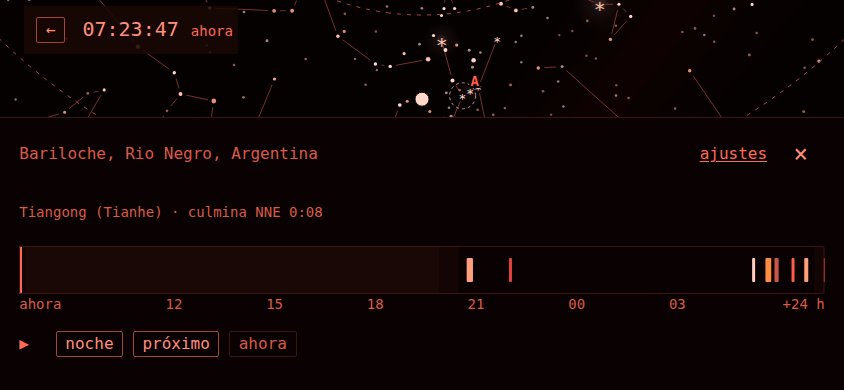 ← 07:23:47 ahora
A
Bariloche, Rio Negro, Argentina ajustes ×
Tiangong (Tianhe) · culmina NNE 0:08
ahora 12 15 18 21 00 03 +24 h
▶ noche próximo ahora